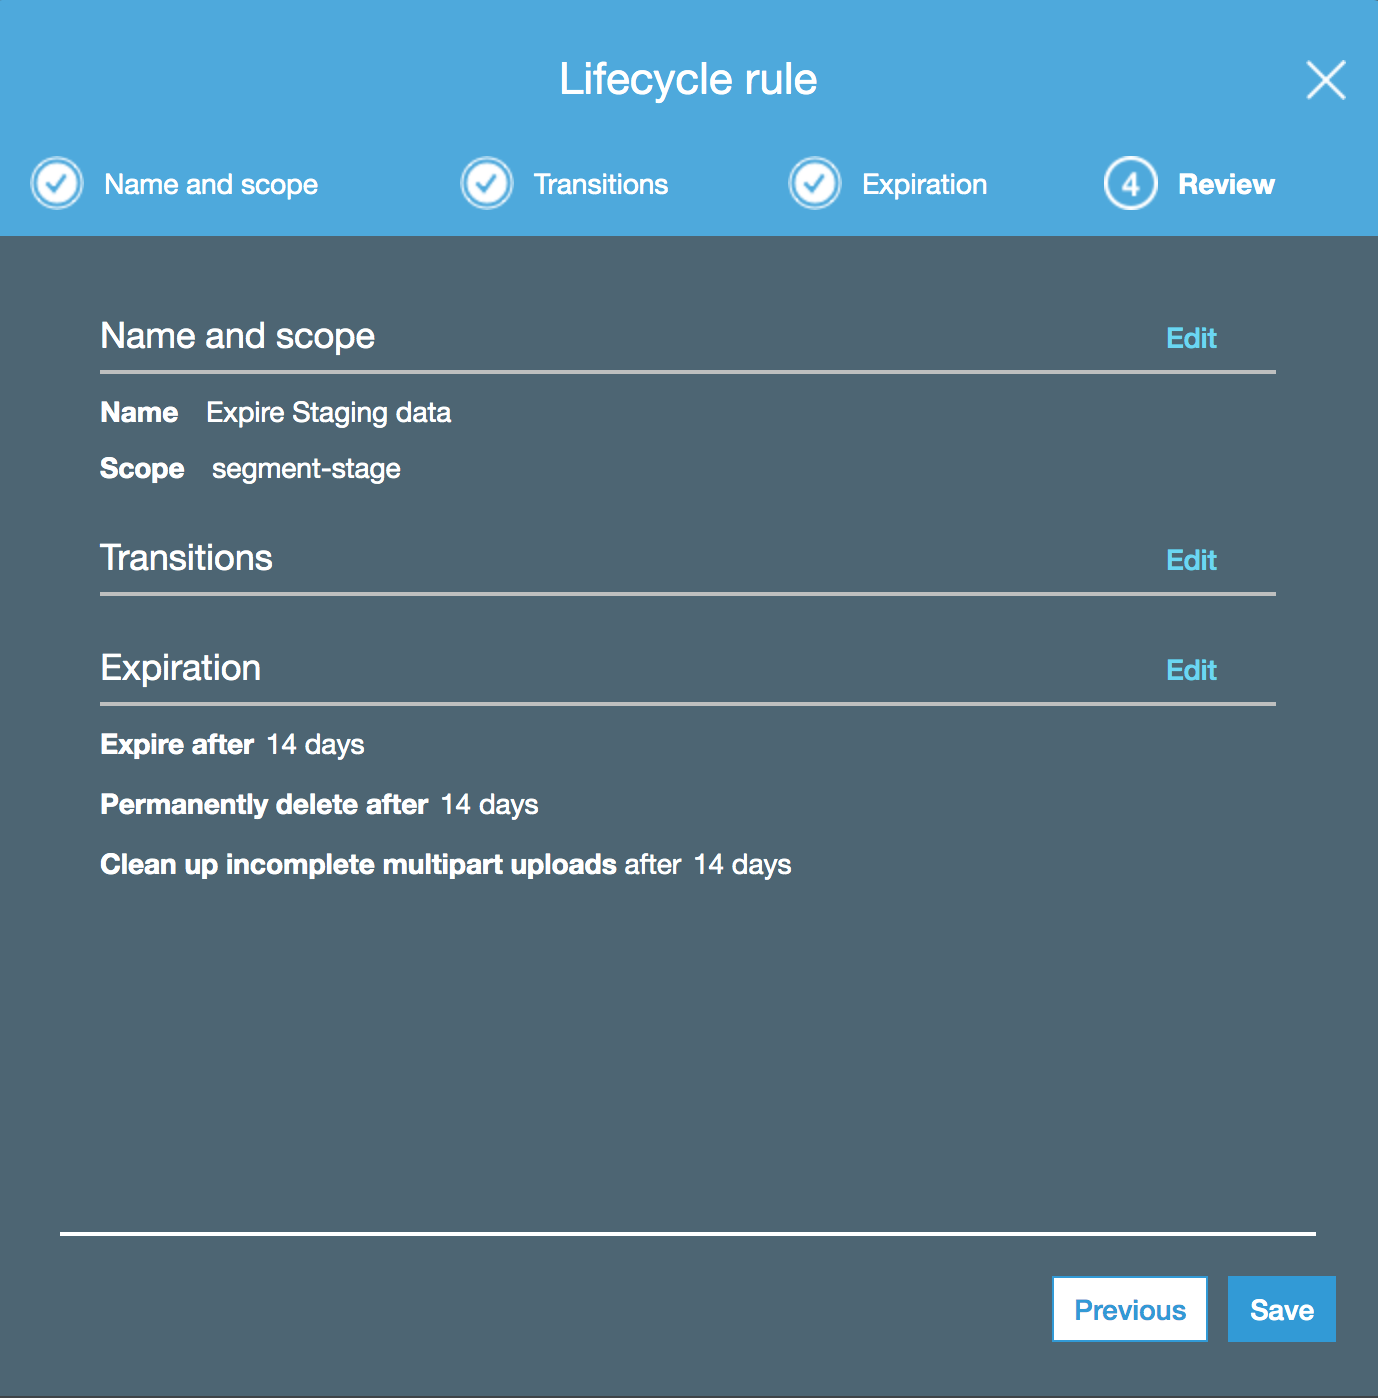 Lifecycle rule
Name and scope
Transitions
Expiration
4 Review
Name and scope Edit
Name Expire Staging data
Scope segment-stage
Transitions Edit
Expiration Edit
Expire after 14 days
Permanently delete after 14 days
Clean up incomplete multipart uploads after 14 days
Previous Save